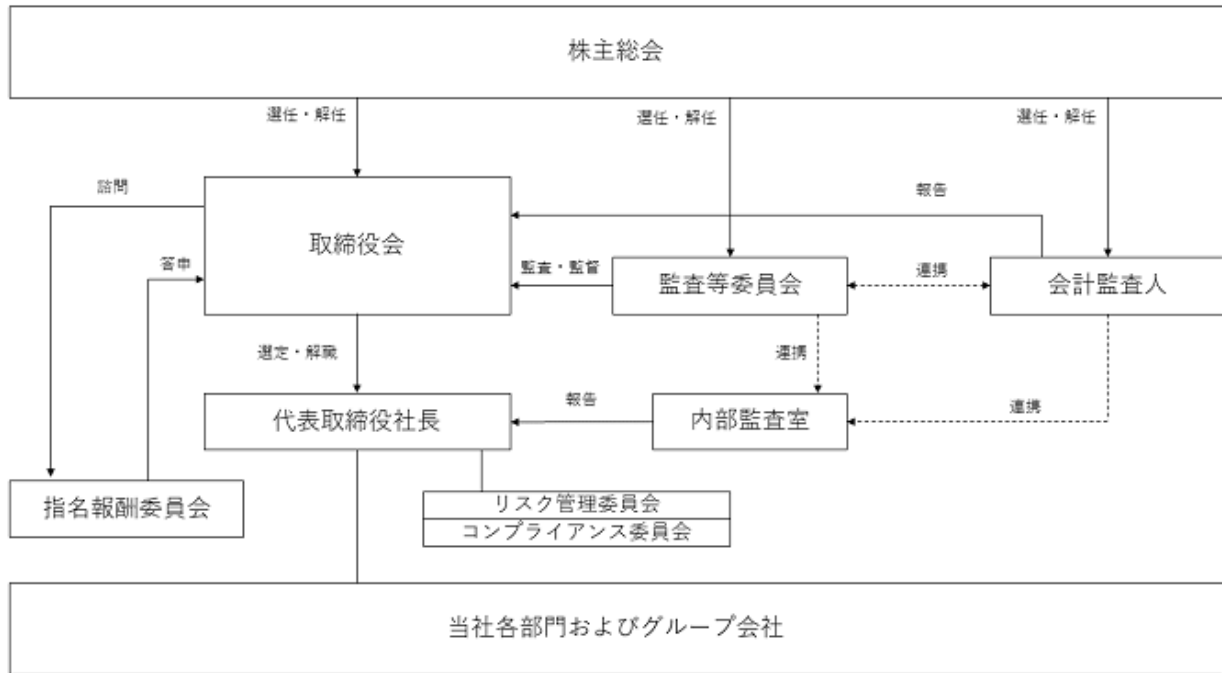 株主総会
選任・解任
選任・解任
選任・解任
諮問
報告
取締役会
答申
監査・監督
監査等委員会
連携
会計監査人
選定・解職
連携
代表取締役社長
報告
内部監査室
連携
指名報酬委員会
リスク管理委員会
コンプライアンス委員会
当社各部門およびグループ会社